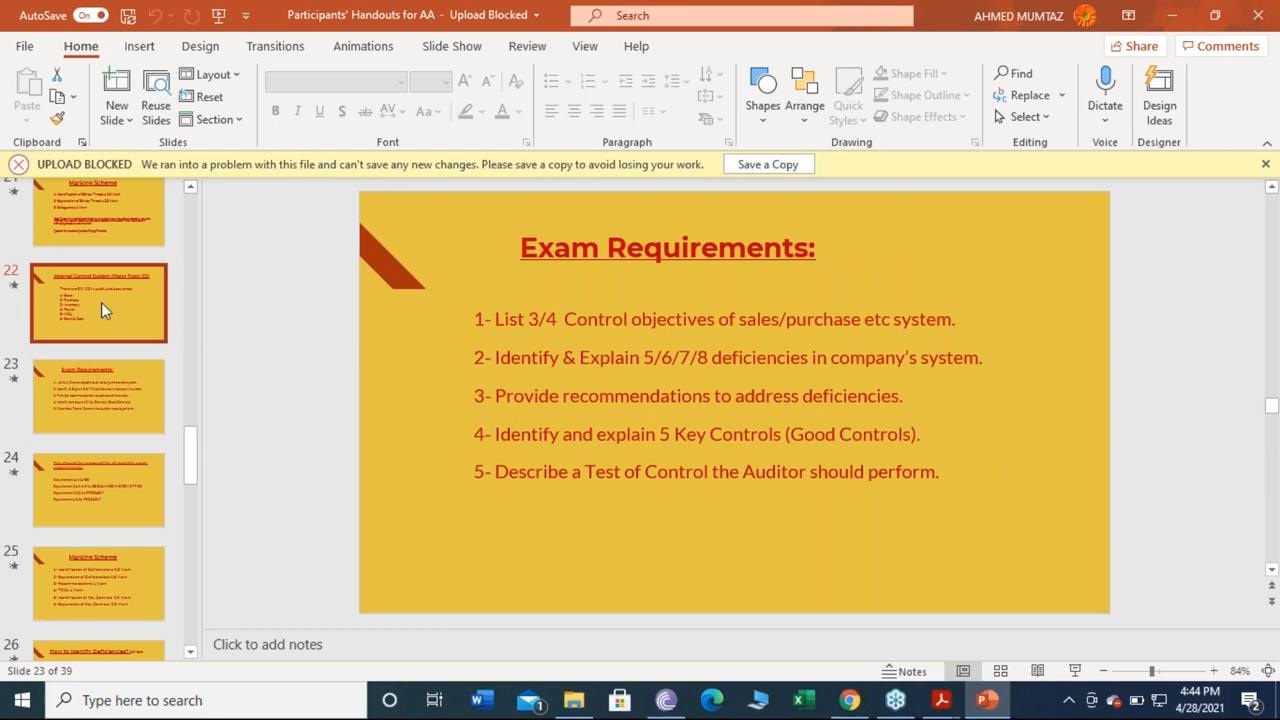 AutoSave On Participants' Handouts for AA - Upload Blocked Search AHMED MUMTAZ
File Home Insert Design Transitions Animations Slide Show Review View Help Share Comments
Paste New Slide Reuse Slides Layout Reset Section Shapes Arrange Quick Styles Shape Fill Shape Outline Shape Effects Find Replace Select Dictate Design Ideas
Clipboard Slides Font Paragraph Drawing Editing Voice Designer
UPLOAD BLOCKED We ran into a problem with this file and can't save any new changes. Please save a copy to avoid losing your work. Save a Copy
Marking Scheme
22
23
Exam Requirements:
24
25
Marking Scheme
26
How to Identify Deficiencies?
Exam Requirements:
1- List 3/4 Control objectives of sales/purchase etc system.
2- Identify & Explain 5/6/7/8 deficiencies in company's system.
3- Provide recommendations to address deficiencies.
4- Identify and explain 5 Key Controls (Good Controls).
5- Describe a Test of Control the Auditor should perform.
Click to add notes
Slide 23 of 39 Notes 84%
Type here to search
4:44 PM
4/28/2021